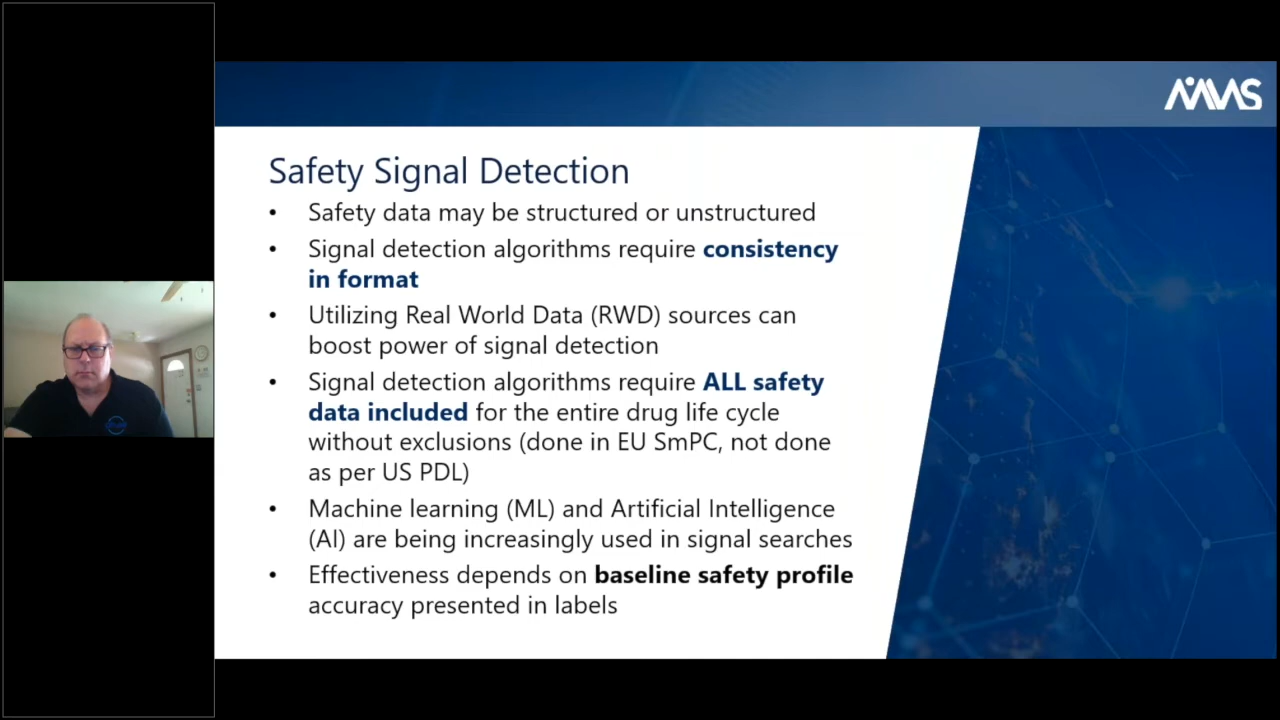 MMS
Safety Signal Detection
• Safety data may be structured or unstructured
• Signal detection algorithms require consistency
in format
• Utilizing Real World Data (RWD) sources can
boost power of signal detection
• Signal detection algorithms require ALL safety
data included for the entire drug life cycle
without exclusions (done in EU SmPC, not done
as per US PDL)
• Machine learning (ML) and Artificial Intelligence
(AI) are being increasingly used in signal searches
• Effectiveness depends on baseline safety profile
accuracy presented in labels